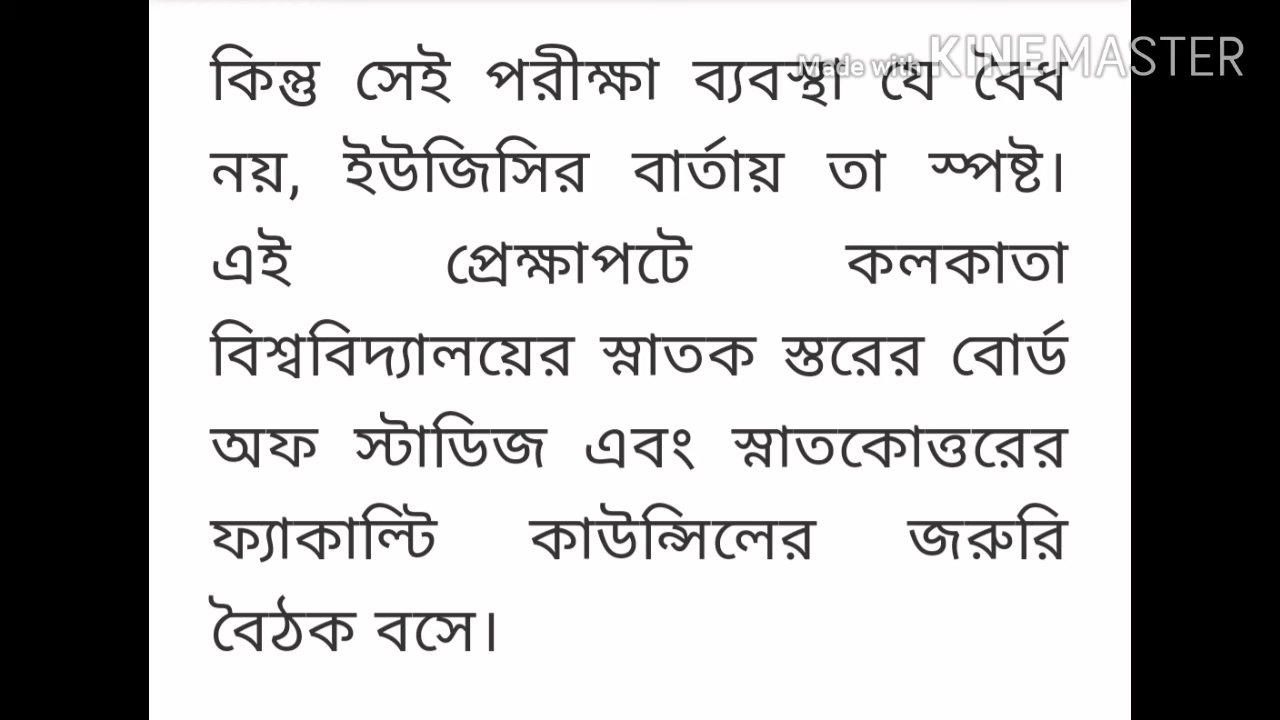 Made with KINEMASTER
কিন্তু সেই পরীক্ষা ব্যবস্থা যে বৈধ
নয়, ইউজিসির বার্তায় তা স্পষ্ট।
এই প্রেক্ষাপটে কলকাতা
বিশ্ববিদ্যালয়ের স্নাতক স্তরের বোর্ড
অফ স্টাডিজ এবং স্নাতকোত্তরের
ফ্যাকাল্টি কাউন্সিলের জরুরি
বৈঠক বসে।